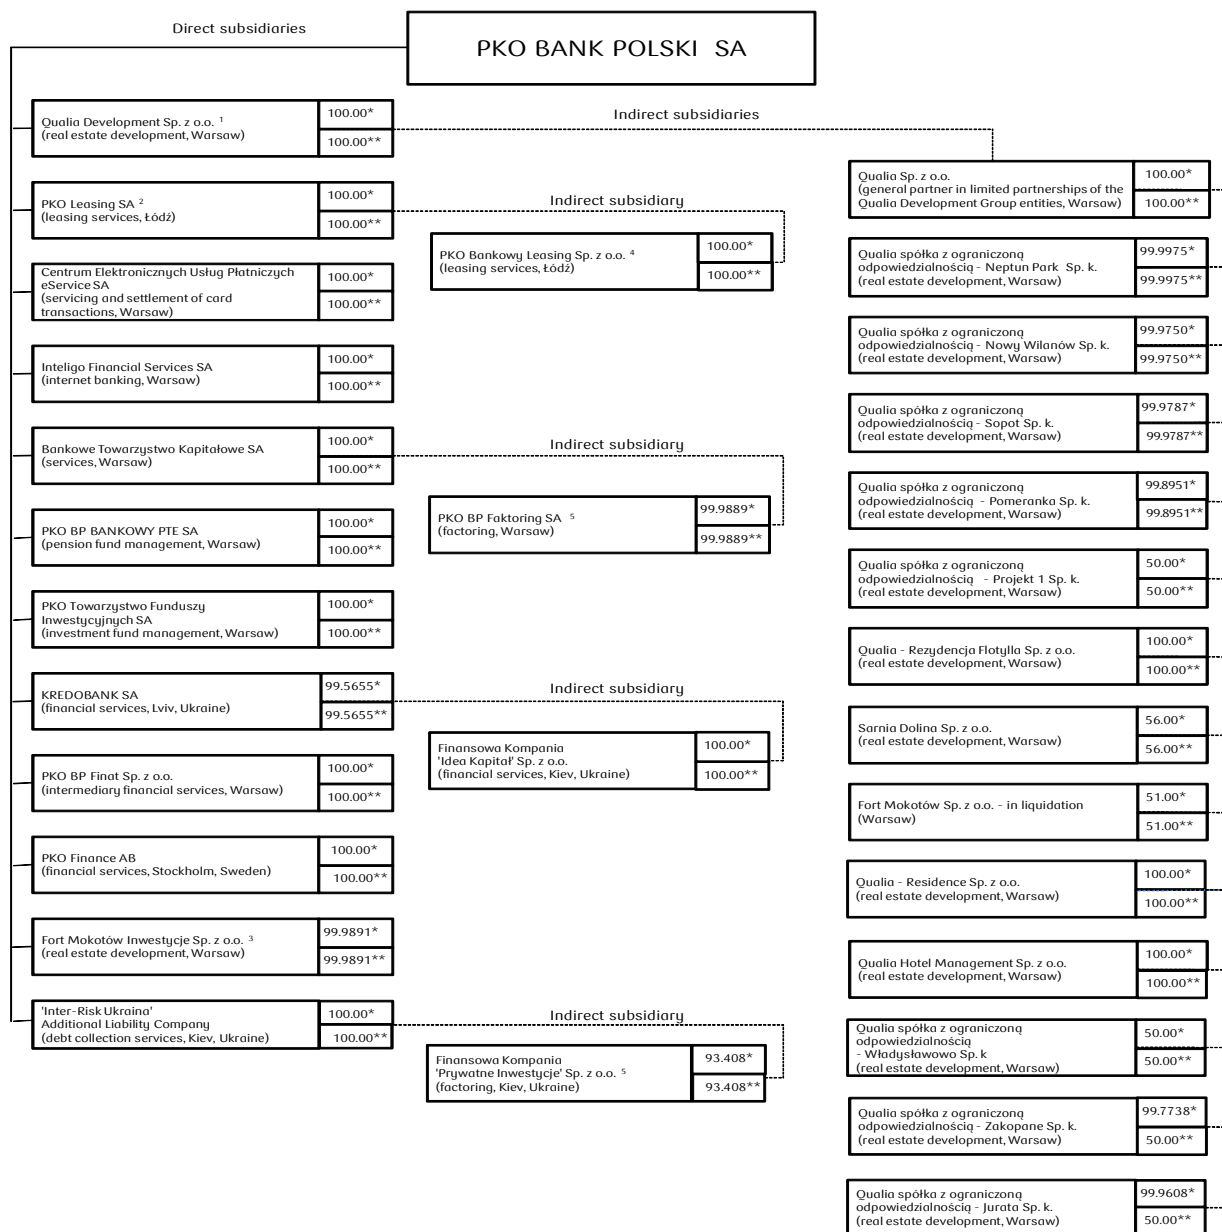 Direct subsidiaries
PKO BANK POLSKI SA
Qualia Development Sp. z o.o. ¹
(real estate development, Warsaw)
100.00*
100.00**
Indirect subsidiaries
PKO Leasing SA ²
(leasing services, Łódź)
100.00*
100.00**
Indirect subsidiary
PKO Bankowy Leasing Sp. z o.o. ⁴
(leasing services, Łódź)
100.00*
100.00**
Centrum Elektronicznych Usług Płatniczych
eService SA
(servicing and settlement of card
transactions, Warsaw)
100.00*
100.00**
Inteligo Financial Services SA
(internet banking, Warsaw)
100.00*
100.00**
Bankowe Towarzystwo Kapitałowe SA
(services, Warsaw)
100.00*
100.00**
Indirect subsidiary
PKO BP Faktoring SA ⁵
(factoring, Warsaw)
99.9889*
99.9889**
PKO BP BANKOWY PTE SA
(pension fund management, Warsaw)
100.00*
100.00**
PKO Towarzystwo Funduszy
Inwestycyjnych SA
(investment fund management, Warsaw)
100.00*
100.00**
KREDOBANK SA
(financial services, Lviv, Ukraine)
99.5655*
99.5655**
Indirect subsidiary
Finansowa Kompania
'Idea Kapitał' Sp. z o.o.
(financial services, Kiev, Ukraine)
100.00*
100.00**
PKO BP Finat Sp. z o.o.
(intermediary financial services, Warsaw)
100.00*
100.00**
PKO Finance AB
(financial services, Stockholm, Sweden)
100.00*
100.00**
Fort Mokotów Inwestycje Sp. z o.o. ³
(real estate development, Warsaw)
99.9891*
99.9891**
'Inter-Risk Ukraina'
Additional Liability Company
(debt collection services, Kiev, Ukraine)
100.00*
100.00**
Indirect subsidiary
Finansowa Kompania
'Prywatne Inwestycje' Sp. z o.o. ⁵
(factoring, Kiev, Ukraine)
93.408*
93.408**
Qualia Sp. z o.o.
(general partner in limited partnerships of the
Qualia Development Group entities, Warsaw)
100.00*
100.00**
Qualia spółka z ograniczoną
odpowiedzialnością - Neptun Park Sp. k.
(real estate development, Warsaw)
99.9975*
99.9975**
Qualia spółka z ograniczoną
odpowiedzialnością - Nowy Wilanów Sp. k.
(real estate development, Warsaw)
99.9750*
99.9750**
Qualia spółka z ograniczoną
odpowiedzialnością - Sopot Sp. k.
(real estate development, Warsaw)
99.9787*
99.9787**
Qualia spółka z ograniczoną
odpowiedzialnością - Pomeranka Sp. k.
(real estate development, Warsaw)
99.8951*
99.8951**
Qualia spółka z ograniczoną
odpowiedzialnością - Projekt 1 Sp. k.
(real estate development, Warsaw)
50.00*
50.00**
Qualia - Rezydencja Flotylla Sp. z o.o.
(real estate development, Warsaw)
100.00*
100.00**
Sarnia Dolina Sp. z o.o.
(real estate development, Warsaw)
56.00*
56.00**
Fort Mokotów Sp. z o.o. - in liquidation
(Warsaw)
51.00*
51.00**
Qualia - Residence Sp. z o.o.
(real estate development, Warsaw)
100.00*
100.00**
Qualia Hotel Management Sp. z o.o.
(real estate development, Warsaw)
100.00*
100.00**
Qualia spółka z ograniczoną
odpowiedzialnością
- Władysławowo Sp. k
(real estate development, Warsaw)
50.00*
50.00**
Qualia spółka z ograniczoną
odpowiedzialnością - Zakopane Sp. k.
(real estate development, Warsaw)
99.7738*
50.00**
Qualia spółka z ograniczoną
odpowiedzialnością - Jurata Sp. k.
(real estate development, Warsaw)
99.9608*
50.00**